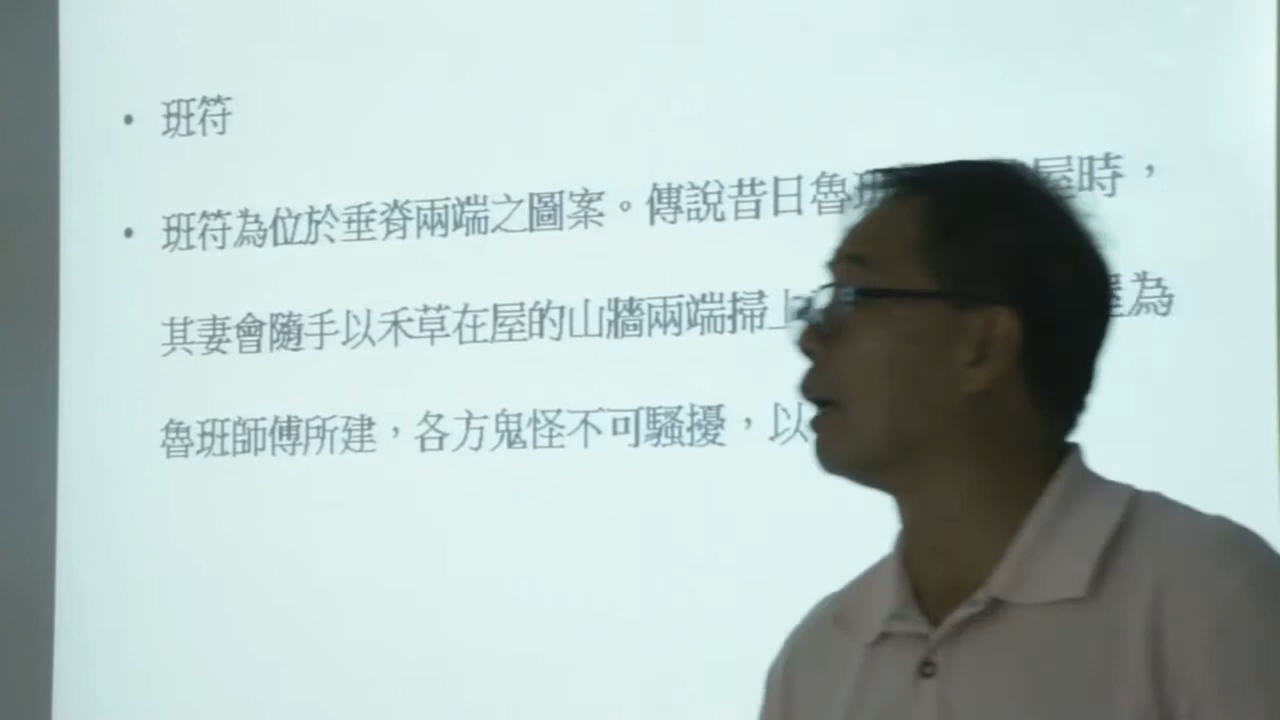 • 班符
• 班符為位於垂脊兩端之圖案。傳說昔日魯班屋時，
其妻會隨手以禾草在屋的山牆兩端掃上為
魯班師傅所建，各方鬼怪不可騷擾，以